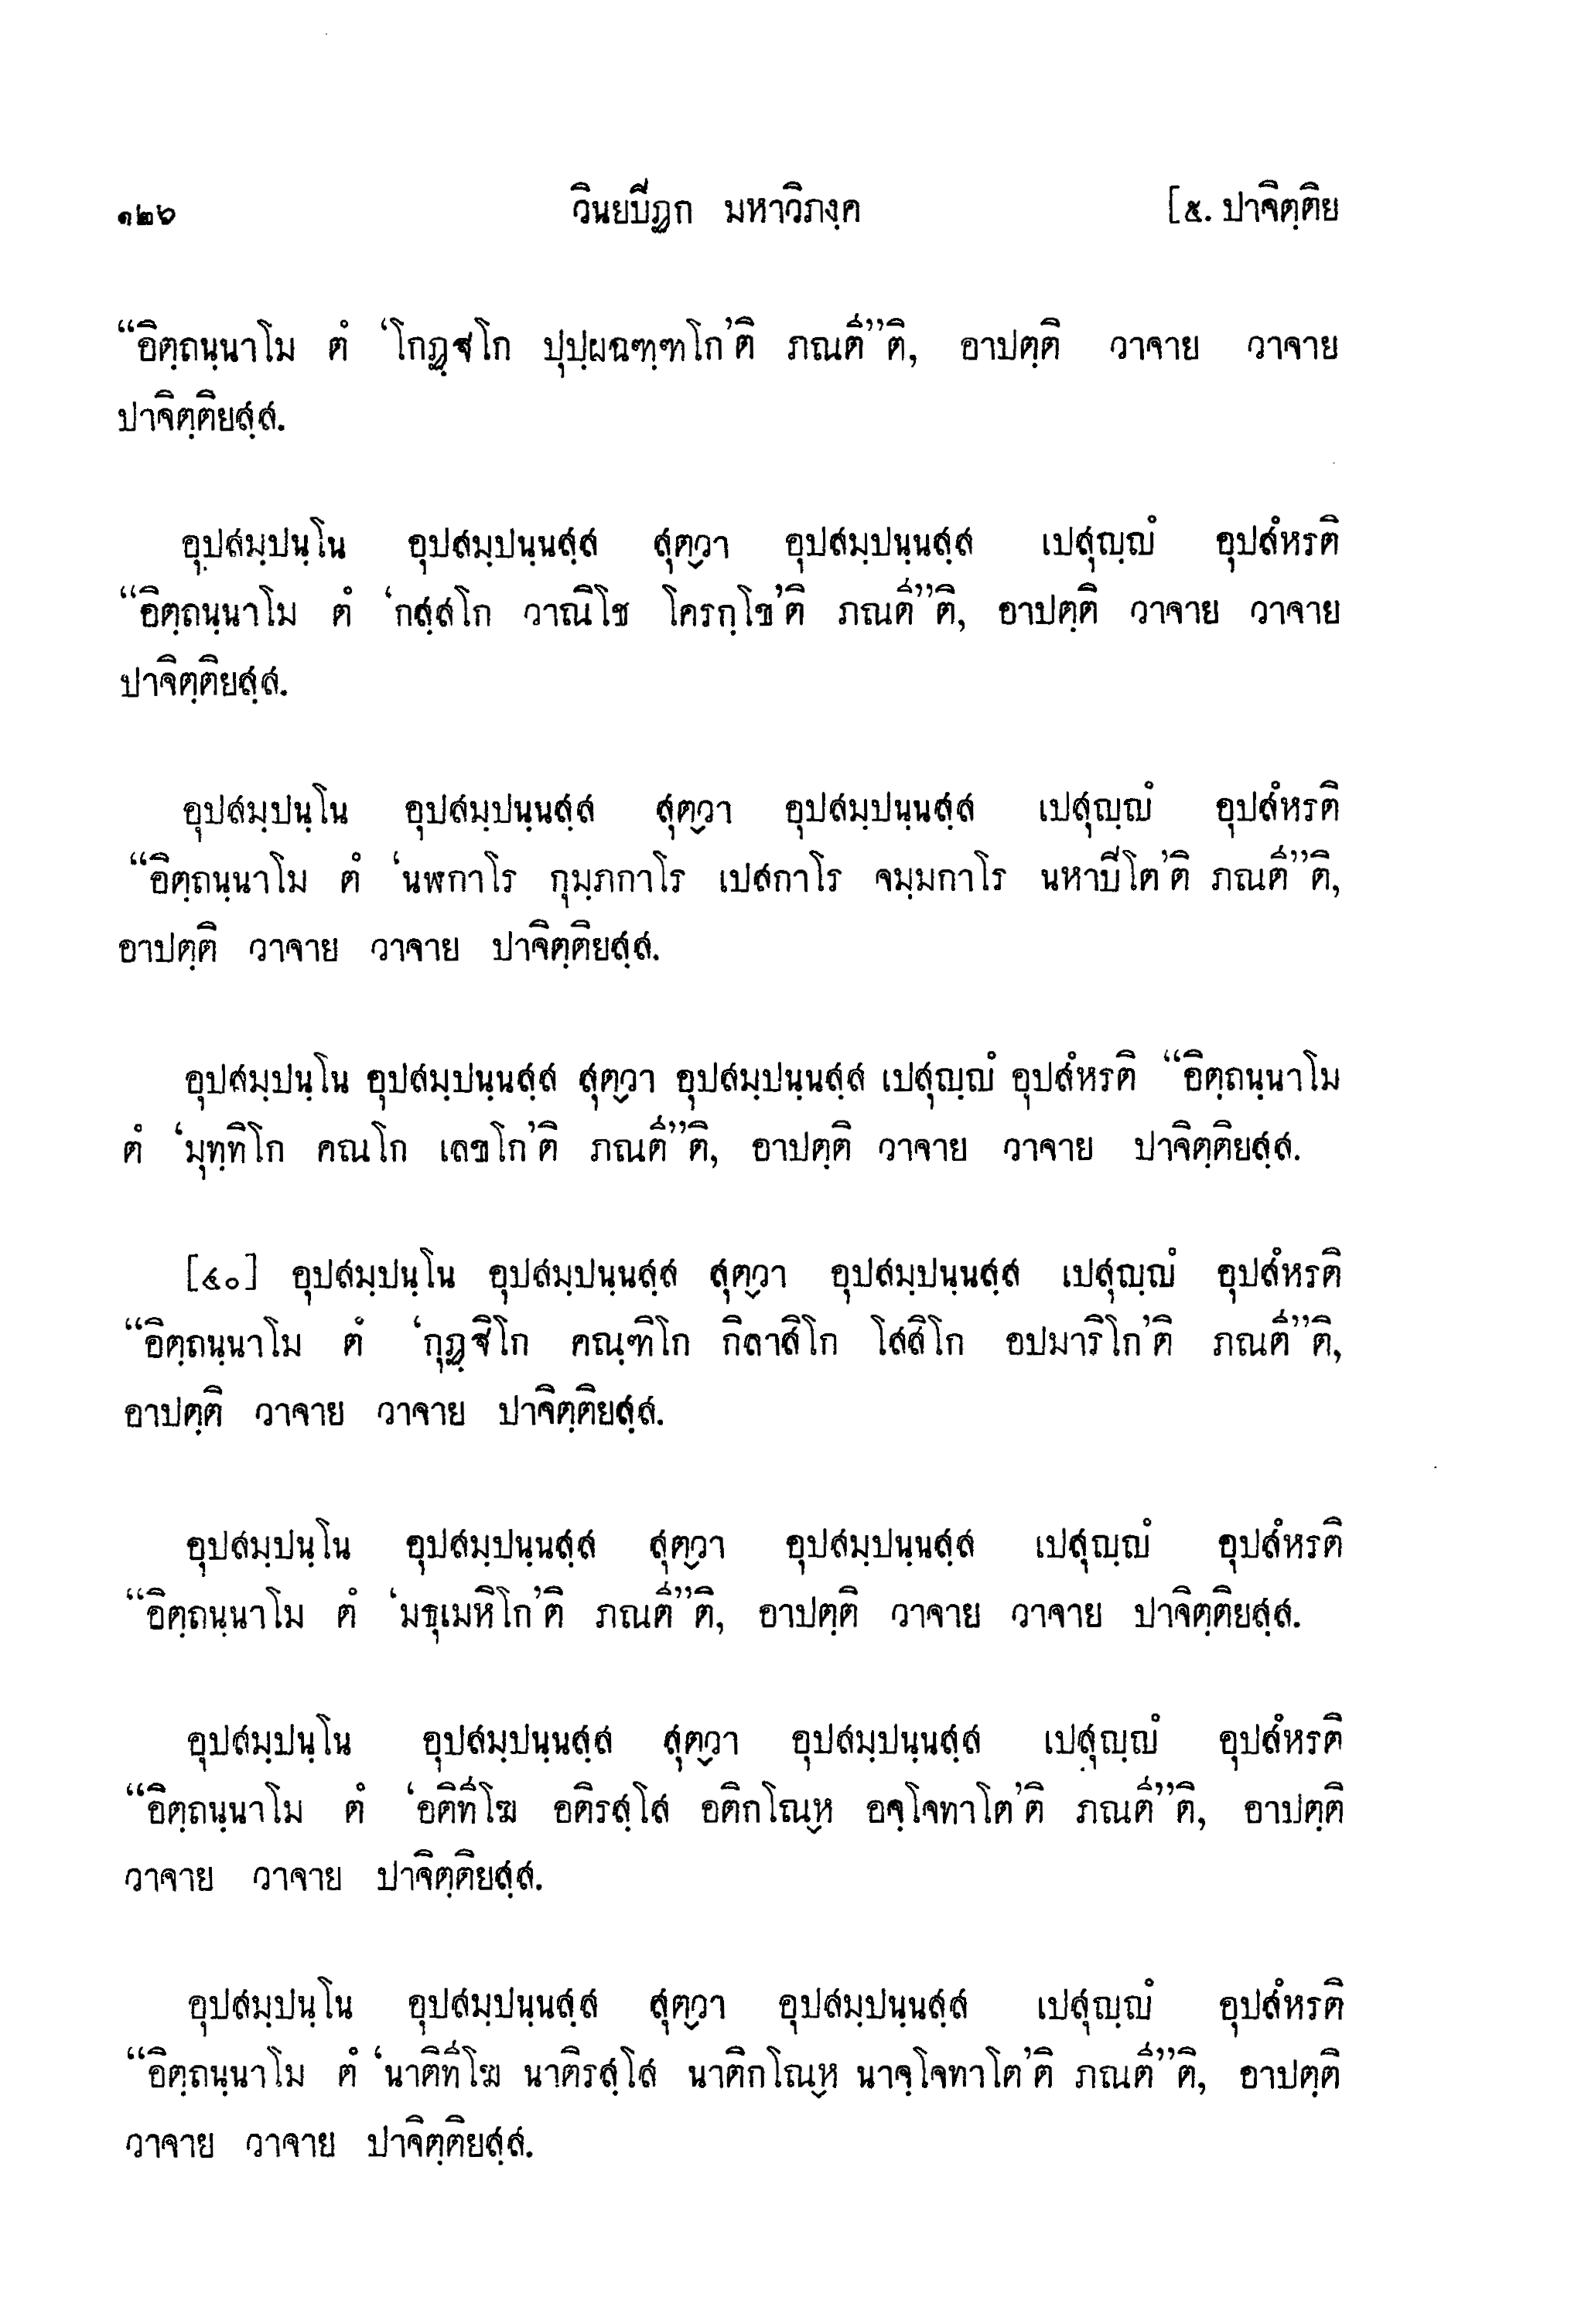 ๑๒๖ วินยปิฏก มหาวิภงฺค [๕. ปาจิตฺติย
“อิตฺถนฺนาโม ตํ ‘โกฏฺฐโก ปุปฺผฉฑฺฑโก’ติ ภณตี”ติ, อาปตฺติ วาจาย วาจาย
ปาจิตฺติยสฺส.
อุปสมฺปนฺโน อุปสมฺปนฺนสฺส สุตฺวา อุปสมฺปนฺนสฺส เปสุญฺญํ อุปสํหรติ
“อิตฺถนฺนาโม ตํ ‘กสฺสโก วาณิโช โครกฺโข’ติ ภณตี”ติ, อาปตฺติ วาจาย วาจาย
ปาจิตฺติยสฺส.
อุปสมฺปนฺโน อุปสมฺปนฺนสฺส สุตฺวา อุปสมฺปนฺนสฺส เปสุญฺญํ อุปสํหรติ
“อิตฺถนฺนาโม ตํ ‘นฬกาโร กุมฺภกาโร เปสกาโร จมฺมกาโร นหาปิโต’ติ ภณตี”ติ,
อาปตฺติ วาจาย วาจาย ปาจิตฺติยสฺส.
อุปสมฺปนฺโน อุปสมฺปนฺนสฺส สุตฺวา อุปสมฺปนฺนสฺส เปสุญฺญํ อุปสํหรติ “อิตฺถนฺนาโม
ตํ ‘มุทฺทิโก คณโก เลขโก’ติ ภณตี”ติ, อาปตฺติ วาจาย วาจาย ปาจิตฺติยสฺส.
[๔๐] อุปสมฺปนฺโน อุปสมฺปนฺนสฺส สุตฺวา อุปสมฺปนฺนสฺส เปสุญฺญํ อุปสํหรติ
“อิตฺถนฺนาโม ตํ ‘กุฏฺฐิโก คณฺฑิโก กิลาสิโก โสสิโก อปมาริโก’ติ ภณตี”ติ,
อาปตฺติ วาจาย วาจาย ปาจิตฺติยสฺส.
อุปสมฺปนฺโน อุปสมฺปนฺนสฺส สุตฺวา อุปสมฺปนฺนสฺส เปสุญฺญํ อุปสํหรติ
“อิตฺถนฺนาโม ตํ ‘มธุเมหิโก’ติ ภณตี”ติ, อาปตฺติ วาจาย วาจาย ปาจิตฺติยสฺส.
อุปสมฺปนฺโน อุปสมฺปนฺนสฺส สุตฺวา อุปสมฺปนฺนสฺส เปสุญฺญํ อุปสํหรติ
“อิตฺถนฺนาโม ตํ ‘อติทีโฆ อติรสฺโส อติกโณฺห อจฺโจทาโต’ติ ภณตี”ติ, อาปตฺติ
วาจาย วาจาย ปาจิตฺติยสฺส.
อุปสมฺปนฺโน อุปสมฺปนฺนสฺส สุตฺวา อุปสมฺปนฺนสฺส เปสุญฺญํ อุปสํหรติ
“อิตฺถนฺนาโม ตํ ‘นาติทีโฆ นาติรสฺโส นาติกโณฺห นาจฺโจทาโต’ติ ภณตี”ติ, อาปตฺติ
วาจาย วาจาย ปาจิตฺติยสฺส.